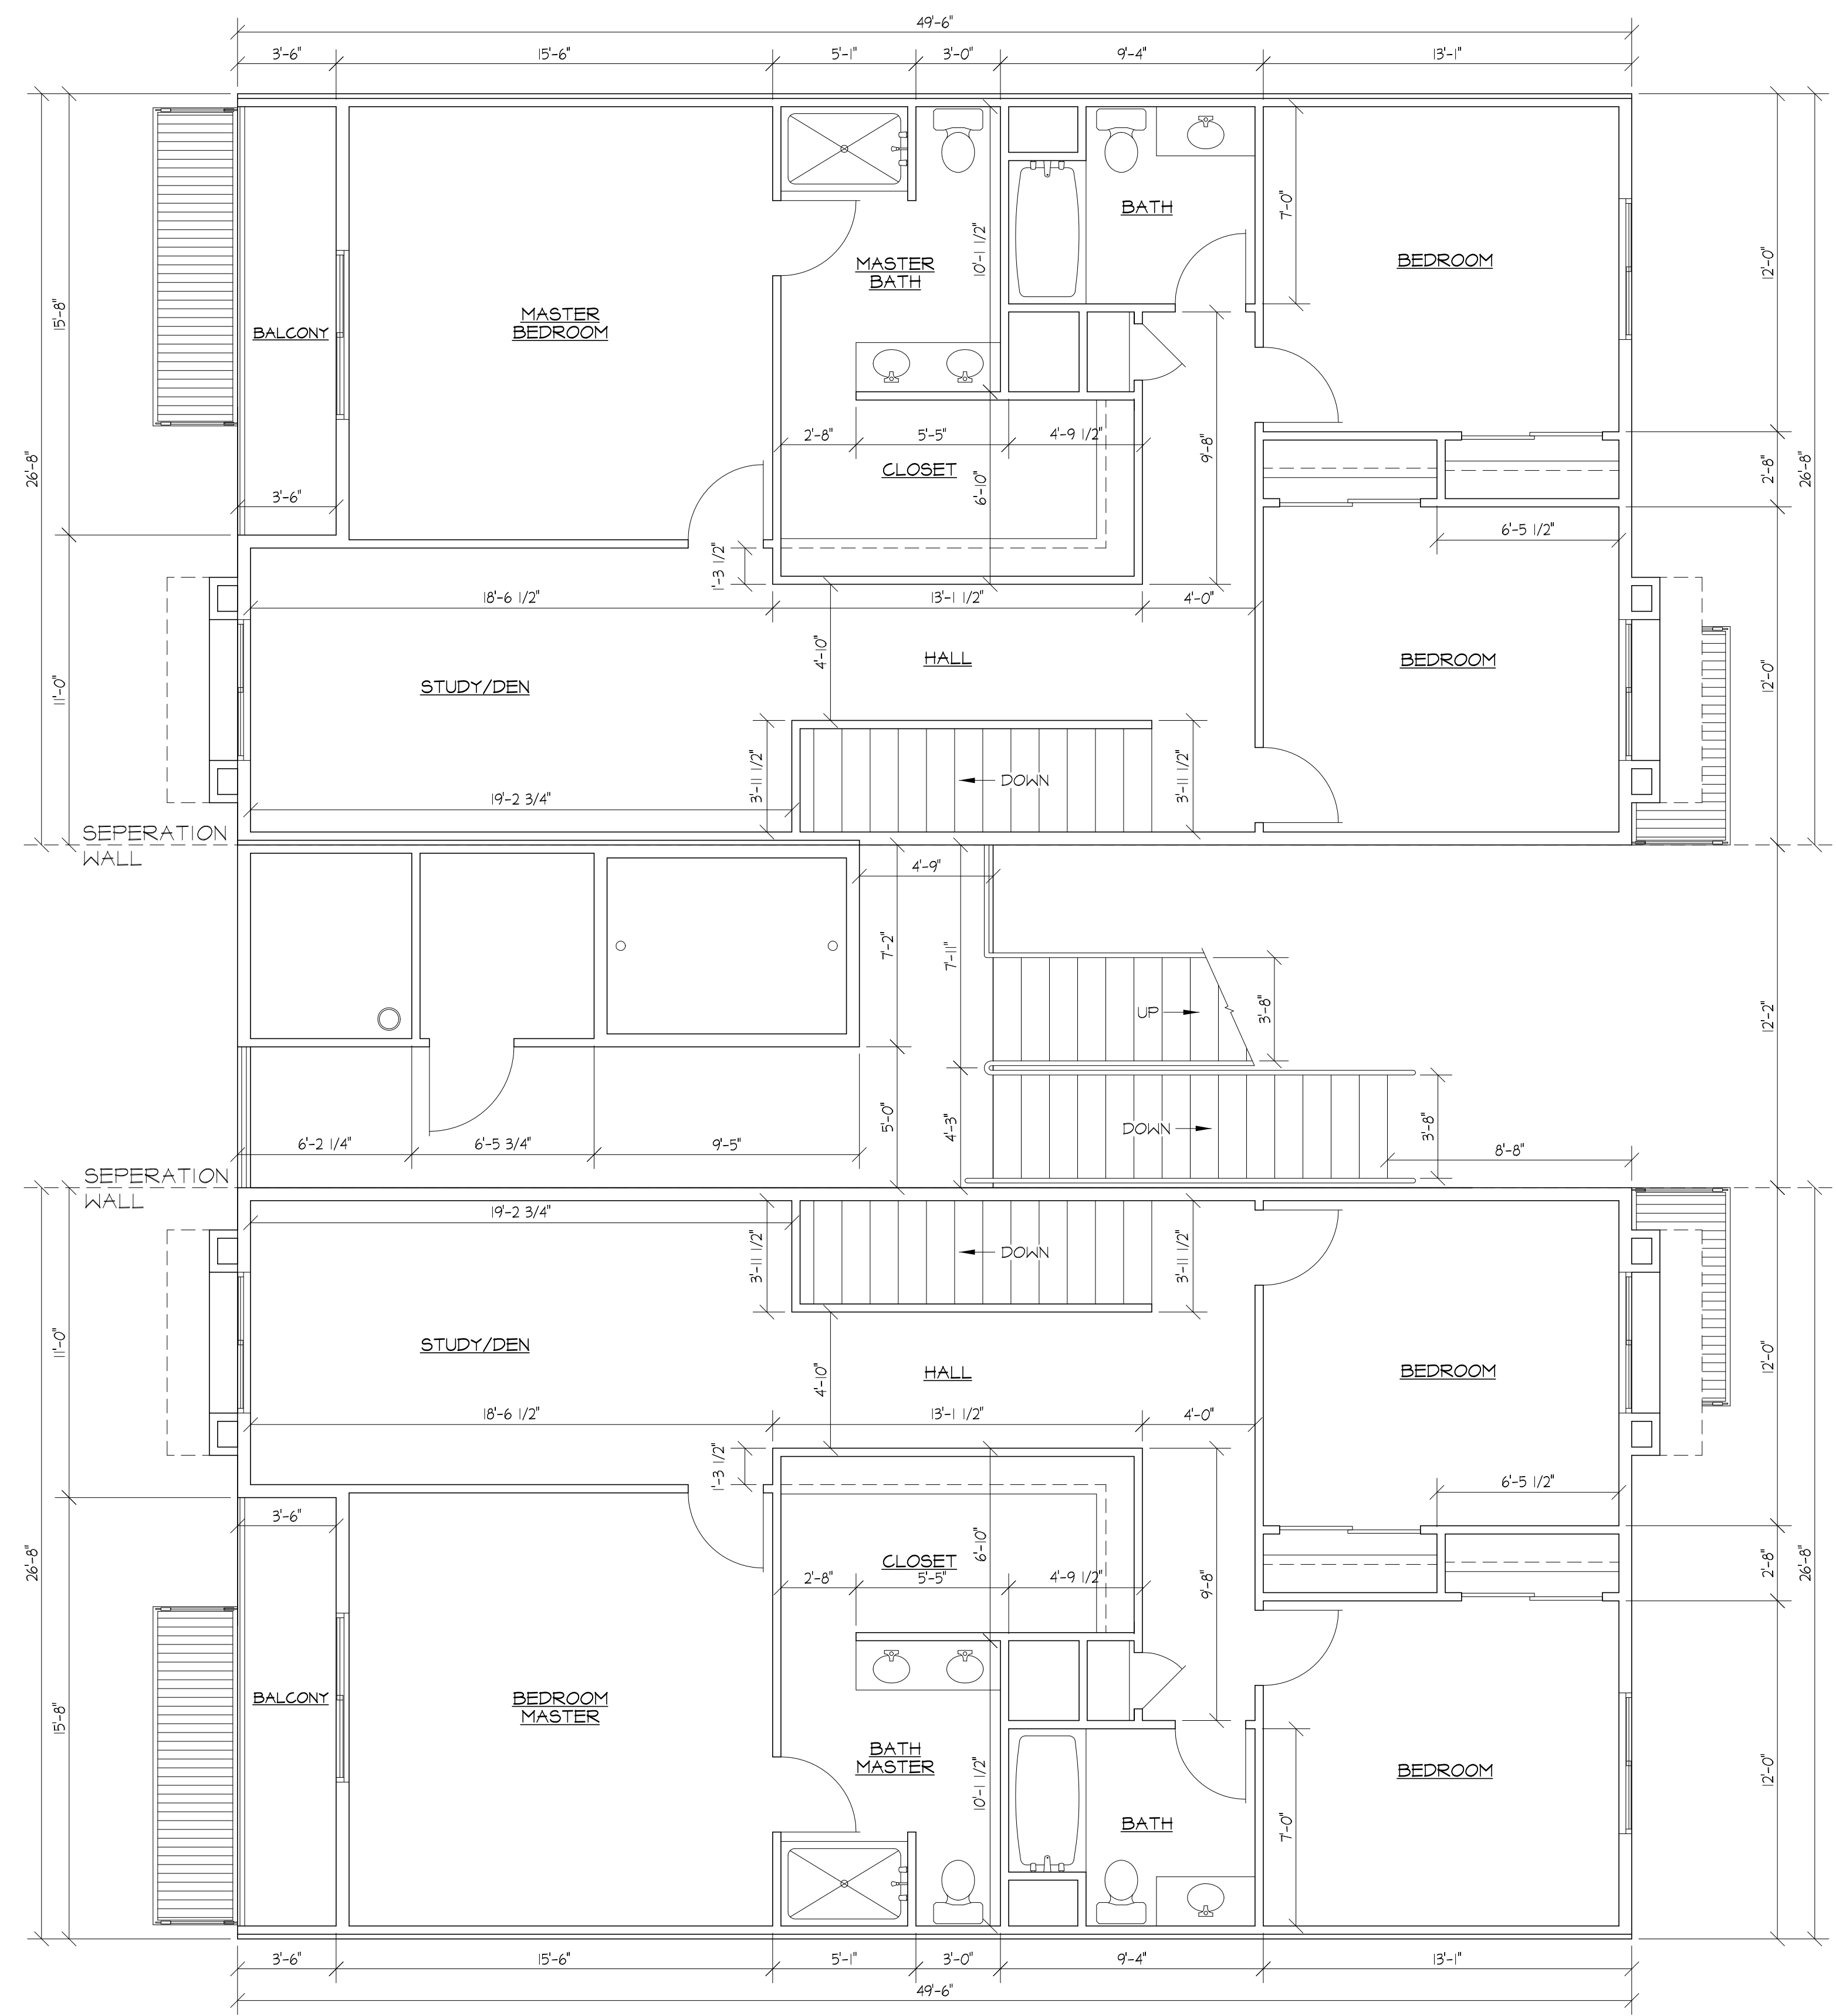 49'-6"
3'-6"
15'-6"
5'-1"
3'-0"
9'-4"
13'-1"
26'-8"
15'-8"
11'-0"
BALCONY
3'-6"
MASTER
BEDROOM
MASTER
BATH
10'-1 1/2"
BATH
7'-0"
BEDROOM
12'-0"
2'-8"
26'-8"
12'-0"
2'-8"
5'-5"
4'-9 1/2"
CLOSET
6'-10"
9'-8"
6'-5 1/2"
1'-3 1/2"
18'-6 1/2"
13'-1 1/2"
4'-0"
4'-10"
HALL
STUDY/DEN
BEDROOM
3'-11 1/2"
DOWN
3'-11 1/2"
19'-2 3/4"
SEPERATION
WALL
4'-9"
7'-2"
7'-11"
UP
3'-8"
12'-2"
DOWN
3'-8"
5'-0"
4'-3"
6'-2 1/4"
6'-5 3/4"
9'-5"
8'-8"
SEPERATION
WALL
19'-2 3/4"
3'-11 1/2"
DOWN
3'-11 1/2"
STUDY/DEN
4'-10"
HALL
BEDROOM
11'-0"
12'-0"
18'-6 1/2"
13'-1 1/2"
4'-0"
1'-3 1/2"
6'-5 1/2"
3'-6"
26'-8"
15'-8"
CLOSET
6'-10"
2'-8"
5'-5"
4'-9 1/2"
9'-8"
2'-8"
26'-8"
12'-0"
BALCONY
BEDROOM
MASTER
BATH
MASTER
10'-1 1/2"
BATH
7'-0"
BEDROOM
3'-6"
15'-6"
5'-1"
3'-0"
9'-4"
13'-1"
49'-6"